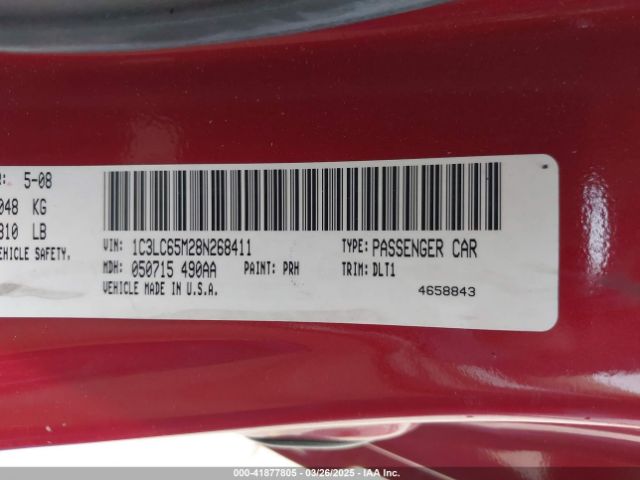 R: 5-08
048 KG
310 LB
EHICLE SAFETY.
VIN: 1C3LC65M28N268411 TYPE: PASSENGER CAR
MDH: 050715 490AA PAINT: PRH TRIM: DLT1
VEHICLE MADE IN U.S.A.
4658843
000-41877805 - 03/26/2025 - IAA Inc.